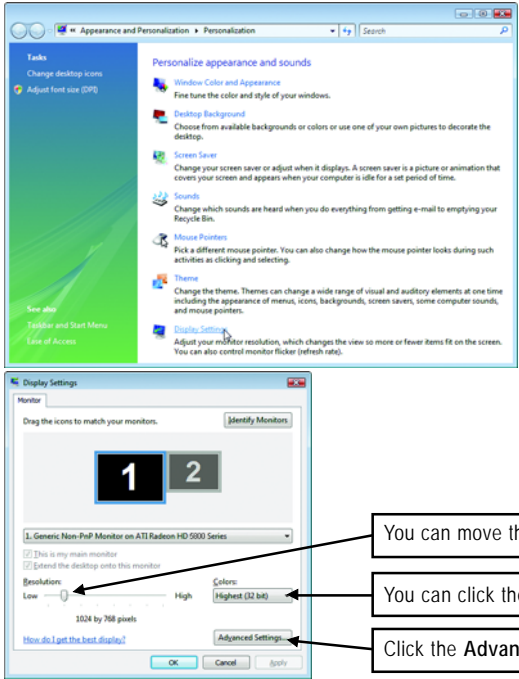 « Appearance and Personalization ▸ Personalization
Search
Tasks
Change desktop icons
Adjust font size (DPI)
See also
Taskbar and Start Menu
Ease of Access
Personalize appearance and sounds
Window Color and Appearance
Fine tune the color and style of your windows.
Desktop Background
Choose from available backgrounds or colors or use one of your own pictures to decorate the
desktop.
Screen Saver
Change your screen saver or adjust when it displays. A screen saver is a picture or animation that
covers your screen and appears when your computer is idle for a set period of time.
Sounds
Change which sounds are heard when you do everything from getting e-mail to emptying your
Recycle Bin.
Mouse Pointers
Pick a different mouse pointer. You can also change how the mouse pointer looks during such
activities as clicking and selecting.
Theme
Change the theme. Themes can change a wide range of visual and auditory elements at one time
including the appearance of menus, icons, backgrounds, screen savers, some computer sounds,
and mouse pointers.
Display Settings
Adjust your monitor resolution, which changes the view so more or fewer items fit on the screen.
You can also control monitor flicker (refresh rate).
Display Settings
Monitor
Drag the icons to match your monitors.
Identify Monitors
1
2
1. Generic Non-PnP Monitor on ATI Radeon HD 5800 Series
This is my main monitor
Extend the desktop onto this monitor
Resolution:
Colors:
Low
High
Highest (32 bit)
1024 by 768 pixels
How do I get the best display?
Advanced Settings...
OK
Cancel
Apply
You can move th
You can click the
Click the Advan